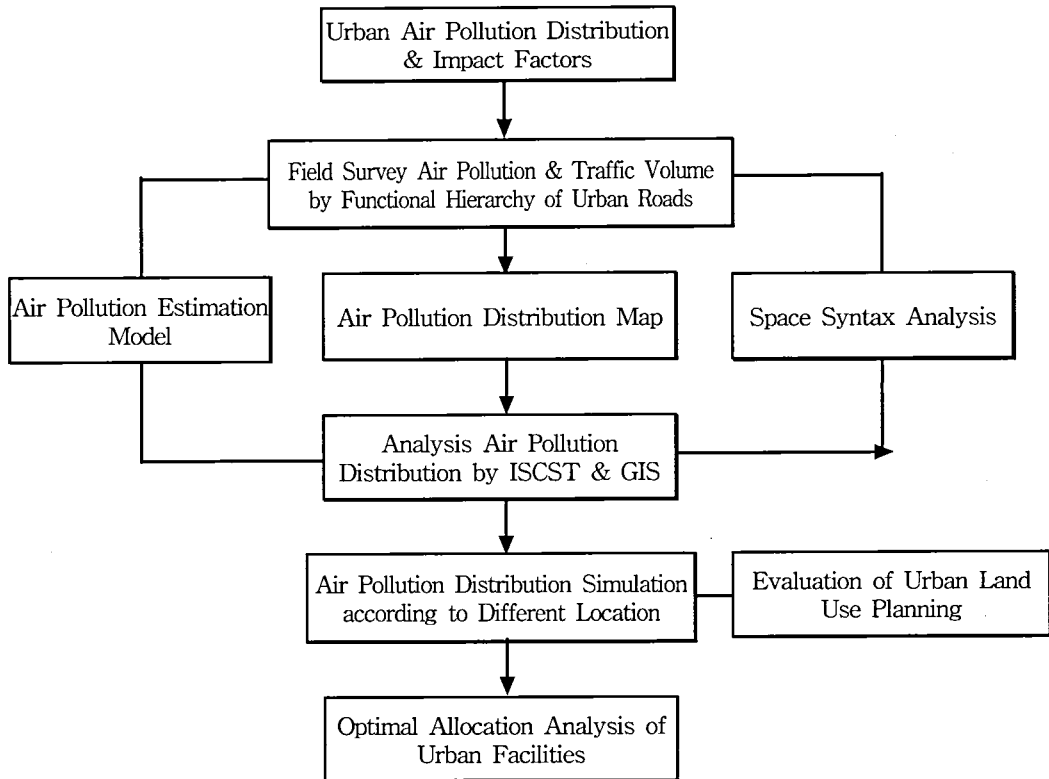 Urban Air Pollution Distribution
& Impact Factors
Field Survey Air Pollution & Traffic Volume
by Functional Hierarchy of Urban Roads
Air Pollution Estimation
Model
Air Pollution Distribution Map
Space Syntax Analysis
Analysis Air Pollution
Distribution by ISCST & GIS
Air Pollution Distribution Simulation
according to Different Location
Evaluation of Urban Land
Use Planning
Optimal Allocation Analysis of
Urban Facilities